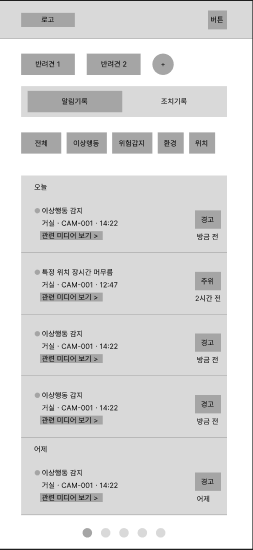 로고 버튼
반려견 1 반려견 2 +
알림기록 조치기록
전체 이상행동 위험감지 환경 위치
오늘
이상행동 감지
거실 · CAM-001 · 14:22 경고
관련 미디어 보기 > 방금 전
특정 위치 장시간 머무름
거실 · CAM-001 · 12:47 주위
관련 미디어 보기 > 2시간 전
이상행동 감지
거실 · CAM-001 · 14:22 경고
관련 미디어 보기 > 방금 전
이상행동 감지
거실 · CAM-001 · 14:22 경고
관련 미디어 보기 > 방금 전
어제
이상행동 감지
거실 · CAM-001 · 14:22 경고
관련 미디어 보기 > 어제